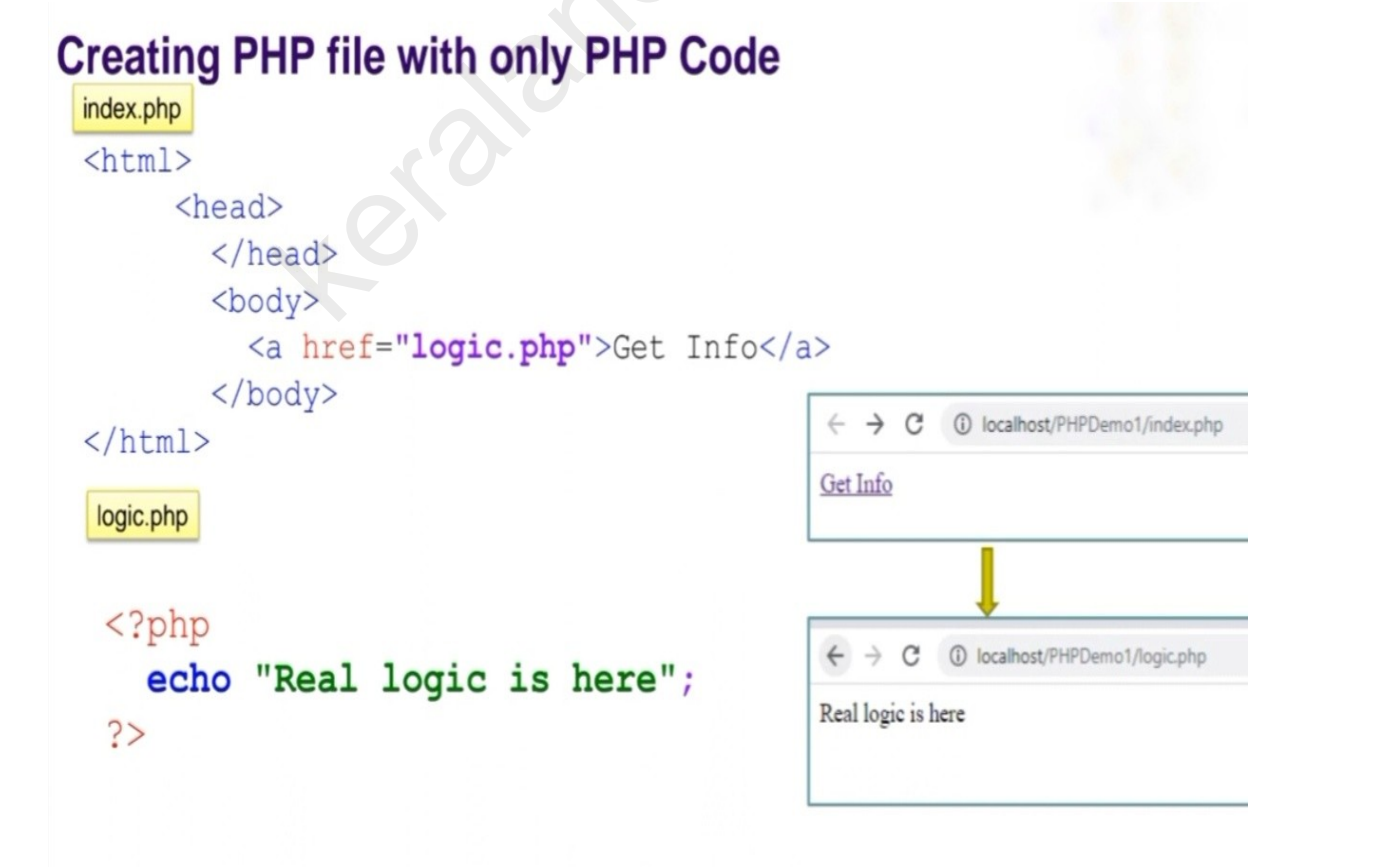 Creating PHP file with only PHP Code
index.php
<html>
<head>
</head>
<body>
<a href="logic.php">Get Info</a>
</body>
</html>
localhost/PHPDemo1/index.php
Get Info
logic.php
<?php
echo "Real logic is here";
?>
localhost/PHPDemo1/logic.php
Real logic is here